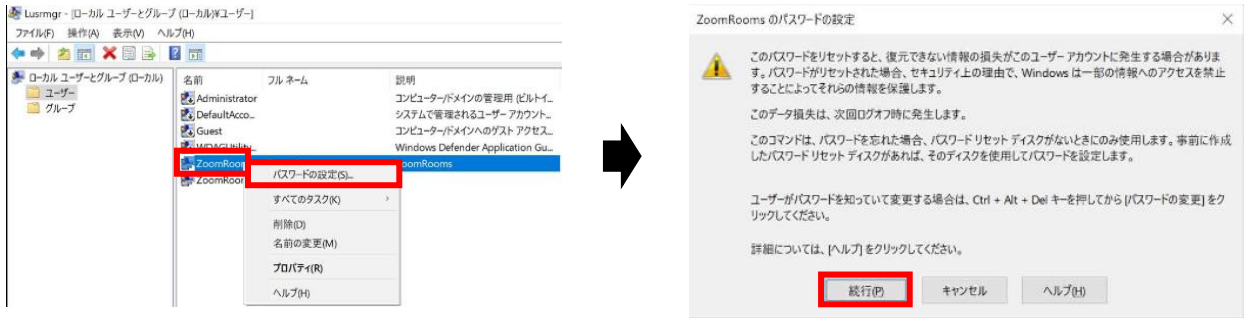 Lusrmgr - [ローカル ユーザーとグループ (ローカル)¥ユーザー]
ファイル(F) 操作(A) 表示(V) ヘルプ(H)
ローカル ユーザーとグループ (ローカル)
ユーザー
グループ
名前 フル ネーム 説明
Administrator コンピューター/ドメインの管理用 (ビルトイ...
DefaultAcco... システムで管理されるユーザー アカウント...
Guest コンピューター/ドメインへのゲスト アクセス...
WDAGUtility... Windows Defender Application Gu...
ZoomRoo ZoomRooms
ZoomRoo
パスワードの設定(S)...
すべてのタスク(K) >
削除(D)
名前の変更(M)
プロパティ(R)
ヘルプ(H)
ZoomRooms のパスワードの設定
このパスワードをリセットすると、復元できない情報の損失がこのユーザー アカウントに発生する場合がありま
す。パスワードがリセットされた場合、セキュリティ上の理由で、Windows は一部の情報へのアクセスを禁止
することによってそれらの情報を保護します。
このデータ損失は、次回ログオフ時に発生します。
このコマンドは、パスワードを忘れた場合、パスワード リセット ディスクがないときにのみ使用します。事前に作成
したパスワード リセット ディスクがあれば、そのディスクを使用してパスワードを設定します。
ユーザーがパスワードを知っていて変更する場合は、Ctrl + Alt + Del キーを押してから [パスワードの変更] をク
リックしてください。
詳細については、[ヘルプ] をクリックしてください。
続行(P) キャンセル ヘルプ(H)